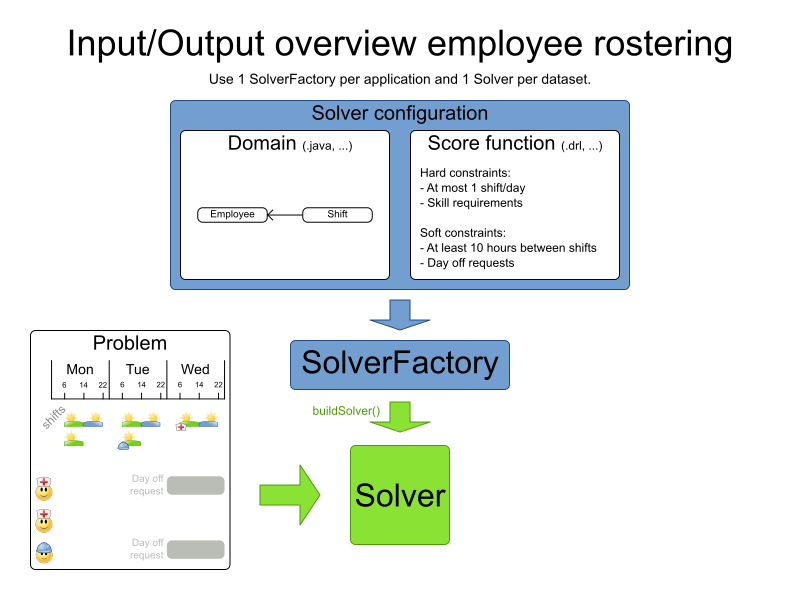 Input/Output overview employee rostering
Use 1 SolverFactory per application and 1 Solver per dataset.
Solver configuration
Domain (.java, ...)
Employee
Shift
Score function (.drl, ...)
Hard constraints:
- At most 1 shift/day
- Skill requirements
Soft constraints:
- At least 10 hours between shifts
- Day off requests
SolverFactory
buildSolver()
Solver
Problem
Mon Tue Wed
6 14 22 6 14 22 6 14 22
shifts
Day off
request
Day off
request